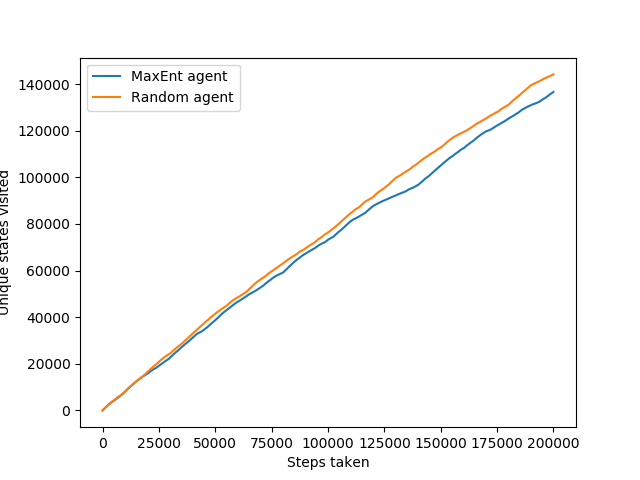 MaxEnt agent
Random agent
140000
120000
100000
80000
60000
40000
20000
0
Unique states visited
0 25000 50000 75000 100000 125000 150000 175000 200000
Steps taken